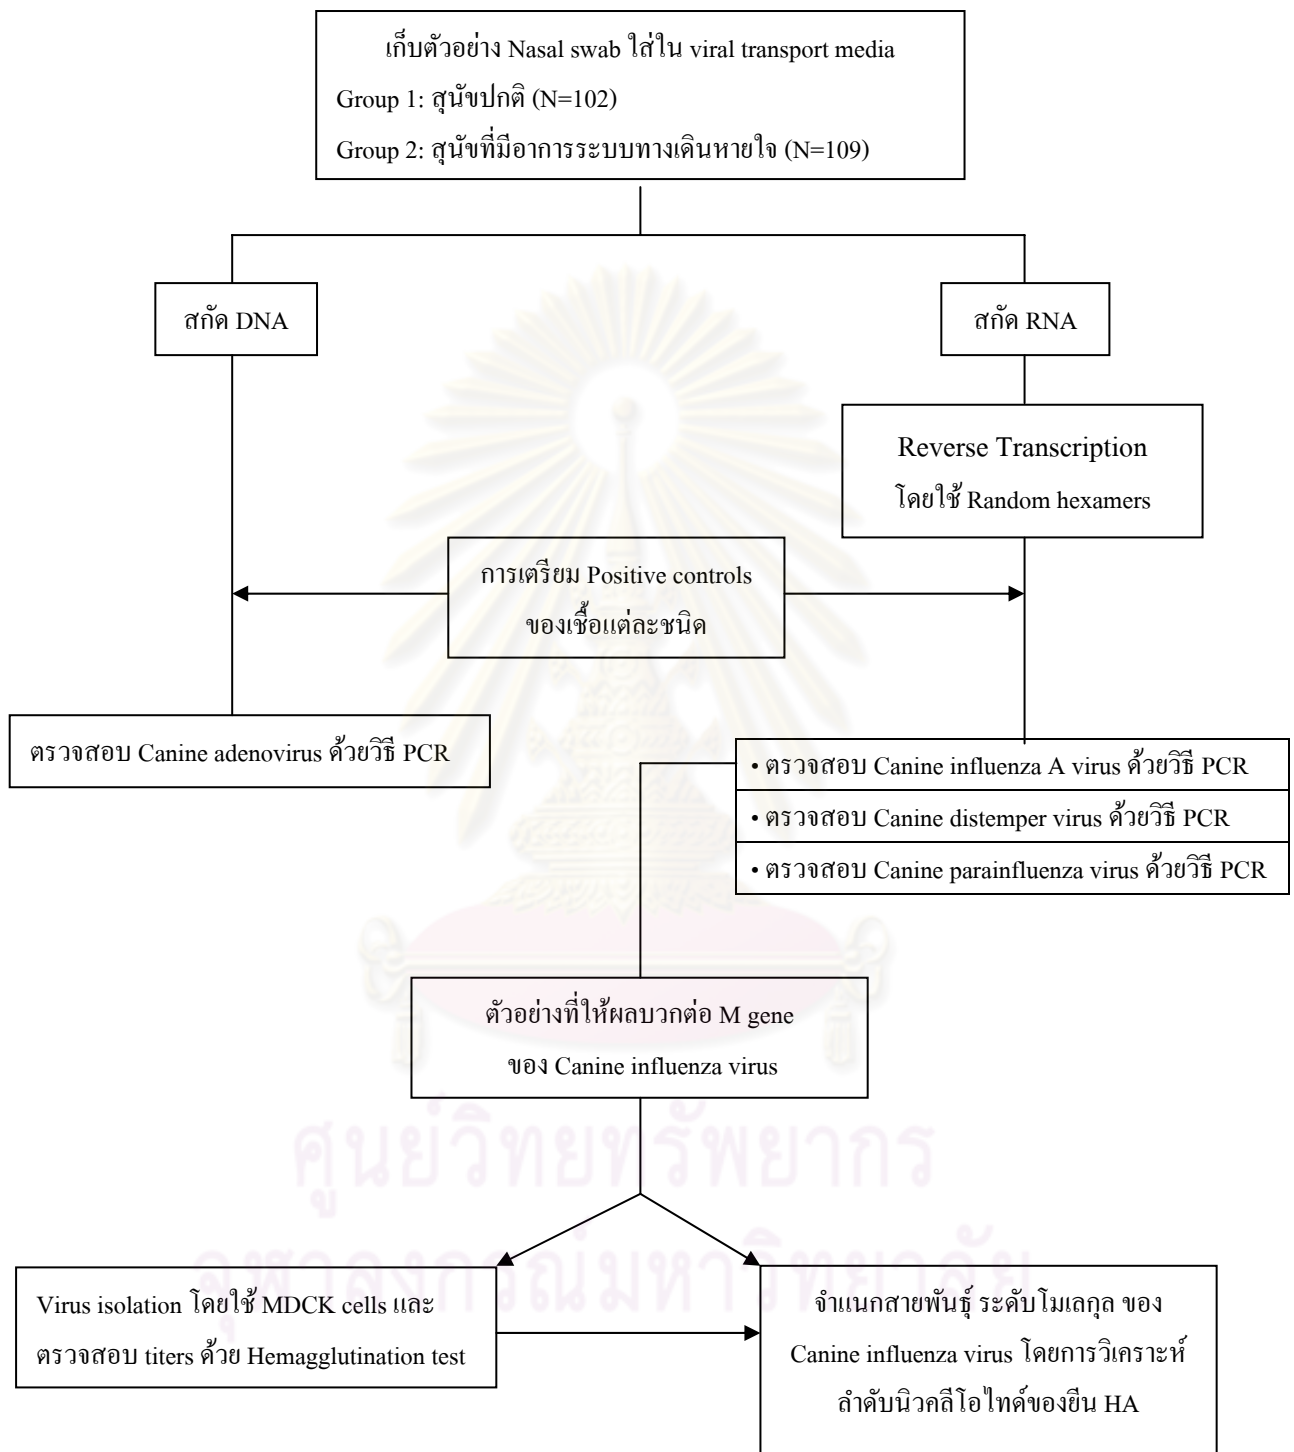 เก็บตัวอย่าง Nasal swab ใส่ใน viral transport media
Group 1: สุนัขปกติ (N=102)
Group 2: สุนัขที่มีอาการระบบทางเดินหายใจ (N=109)
สกัด DNA
สกัด RNA
Reverse Transcription
โดยใช้ Random hexamers
การเตรียม Positive controls
ของเชื้อแต่ละชนิด
ตรวจสอบ Canine adenovirus ด้วยวิธี PCR
• ตรวจสอบ Canine influenza A virus ด้วยวิธี PCR
• ตรวจสอบ Canine distemper virus ด้วยวิธี PCR
• ตรวจสอบ Canine parainfluenza virus ด้วยวิธี PCR
ตัวอย่างที่ให้ผลบวกต่อ M gene
ของ Canine influenza virus
ศูนย์วิทยทรัพยากร
จุฬาลงกรณ์มหาวิทยาลัย
Virus isolation โดยใช้ MDCK cells และ
ตรวจสอบ titers ด้วย Hemagglutination test
จำแนกสายพันธุ์ ระดับโมเลกุล ของ
Canine influenza virus โดยการวิเคราะห์
ลำดับนิวคลีโอไทด์ของยีน HA